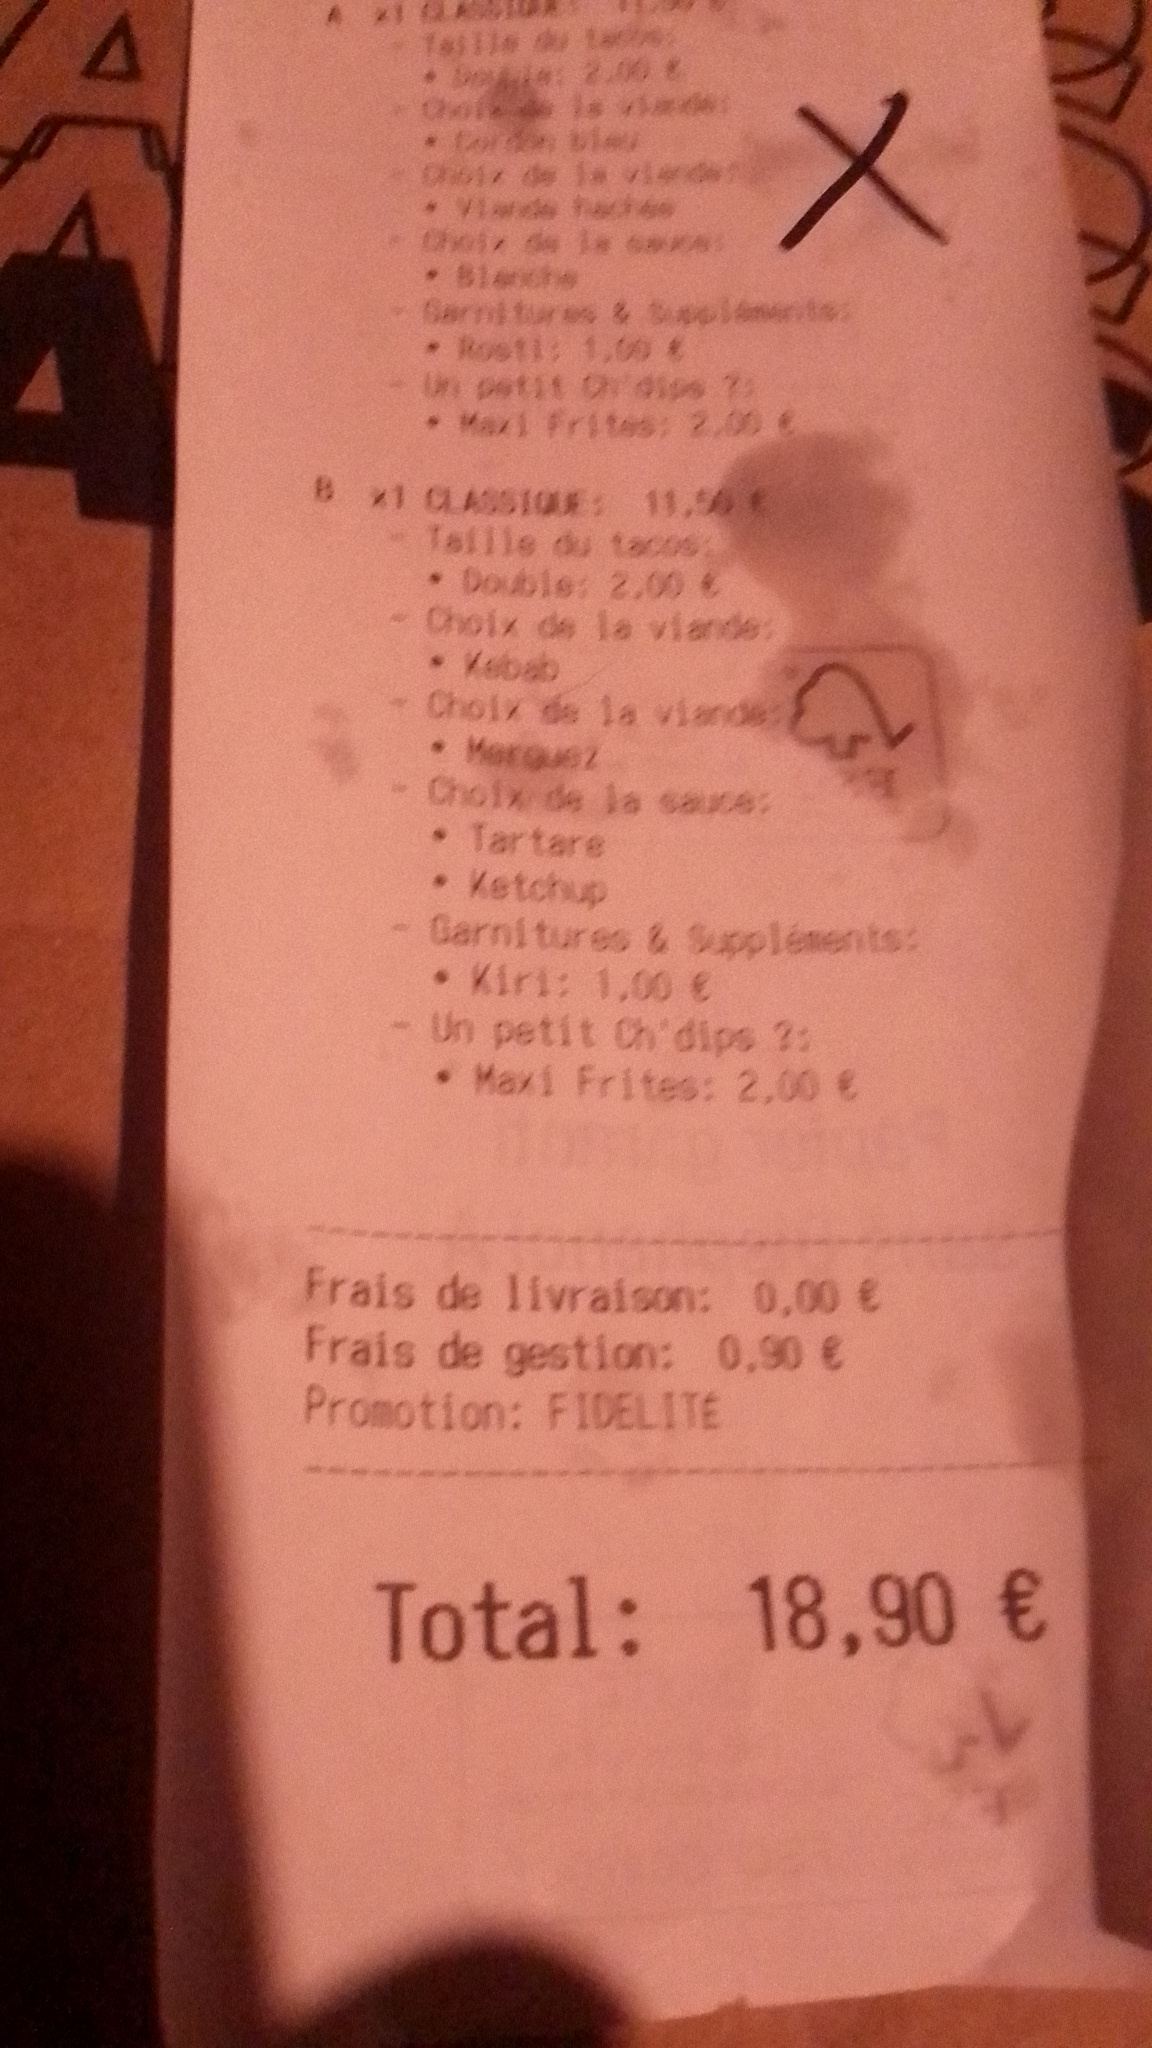 A x1 CLASSIQUE: 11,50 €
- Taille du tacos:
• Double: 2,00 €
- Choix de la viande:
• Cordon bleu
- Choix de la viande:
• Viande hachée
- Choix de la sauce:
• Blanche
- Garnitures & Suppléments:
• Rosti: 1,00 €
- Un petit Ch'dips ?:
• Maxi Frites: 2,00 €
B x1 CLASSIQUE: 11,50 €
- Taille du tacos:
• Double: 2,00 €
- Choix de la viande:
• Kebab
- Choix de la viande:
• Merguez
- Choix de la sauce:
• Tartare
• Ketchup
- Garnitures & Suppléments:
• Kiri: 1,00 €
- Un petit Ch'dips ?:
• Maxi Frites: 2,00 €
Frais de livraison: 0,00 €
Frais de gestion: 0,90 €
Promotion: FIDELITE
Total: 18,90 €